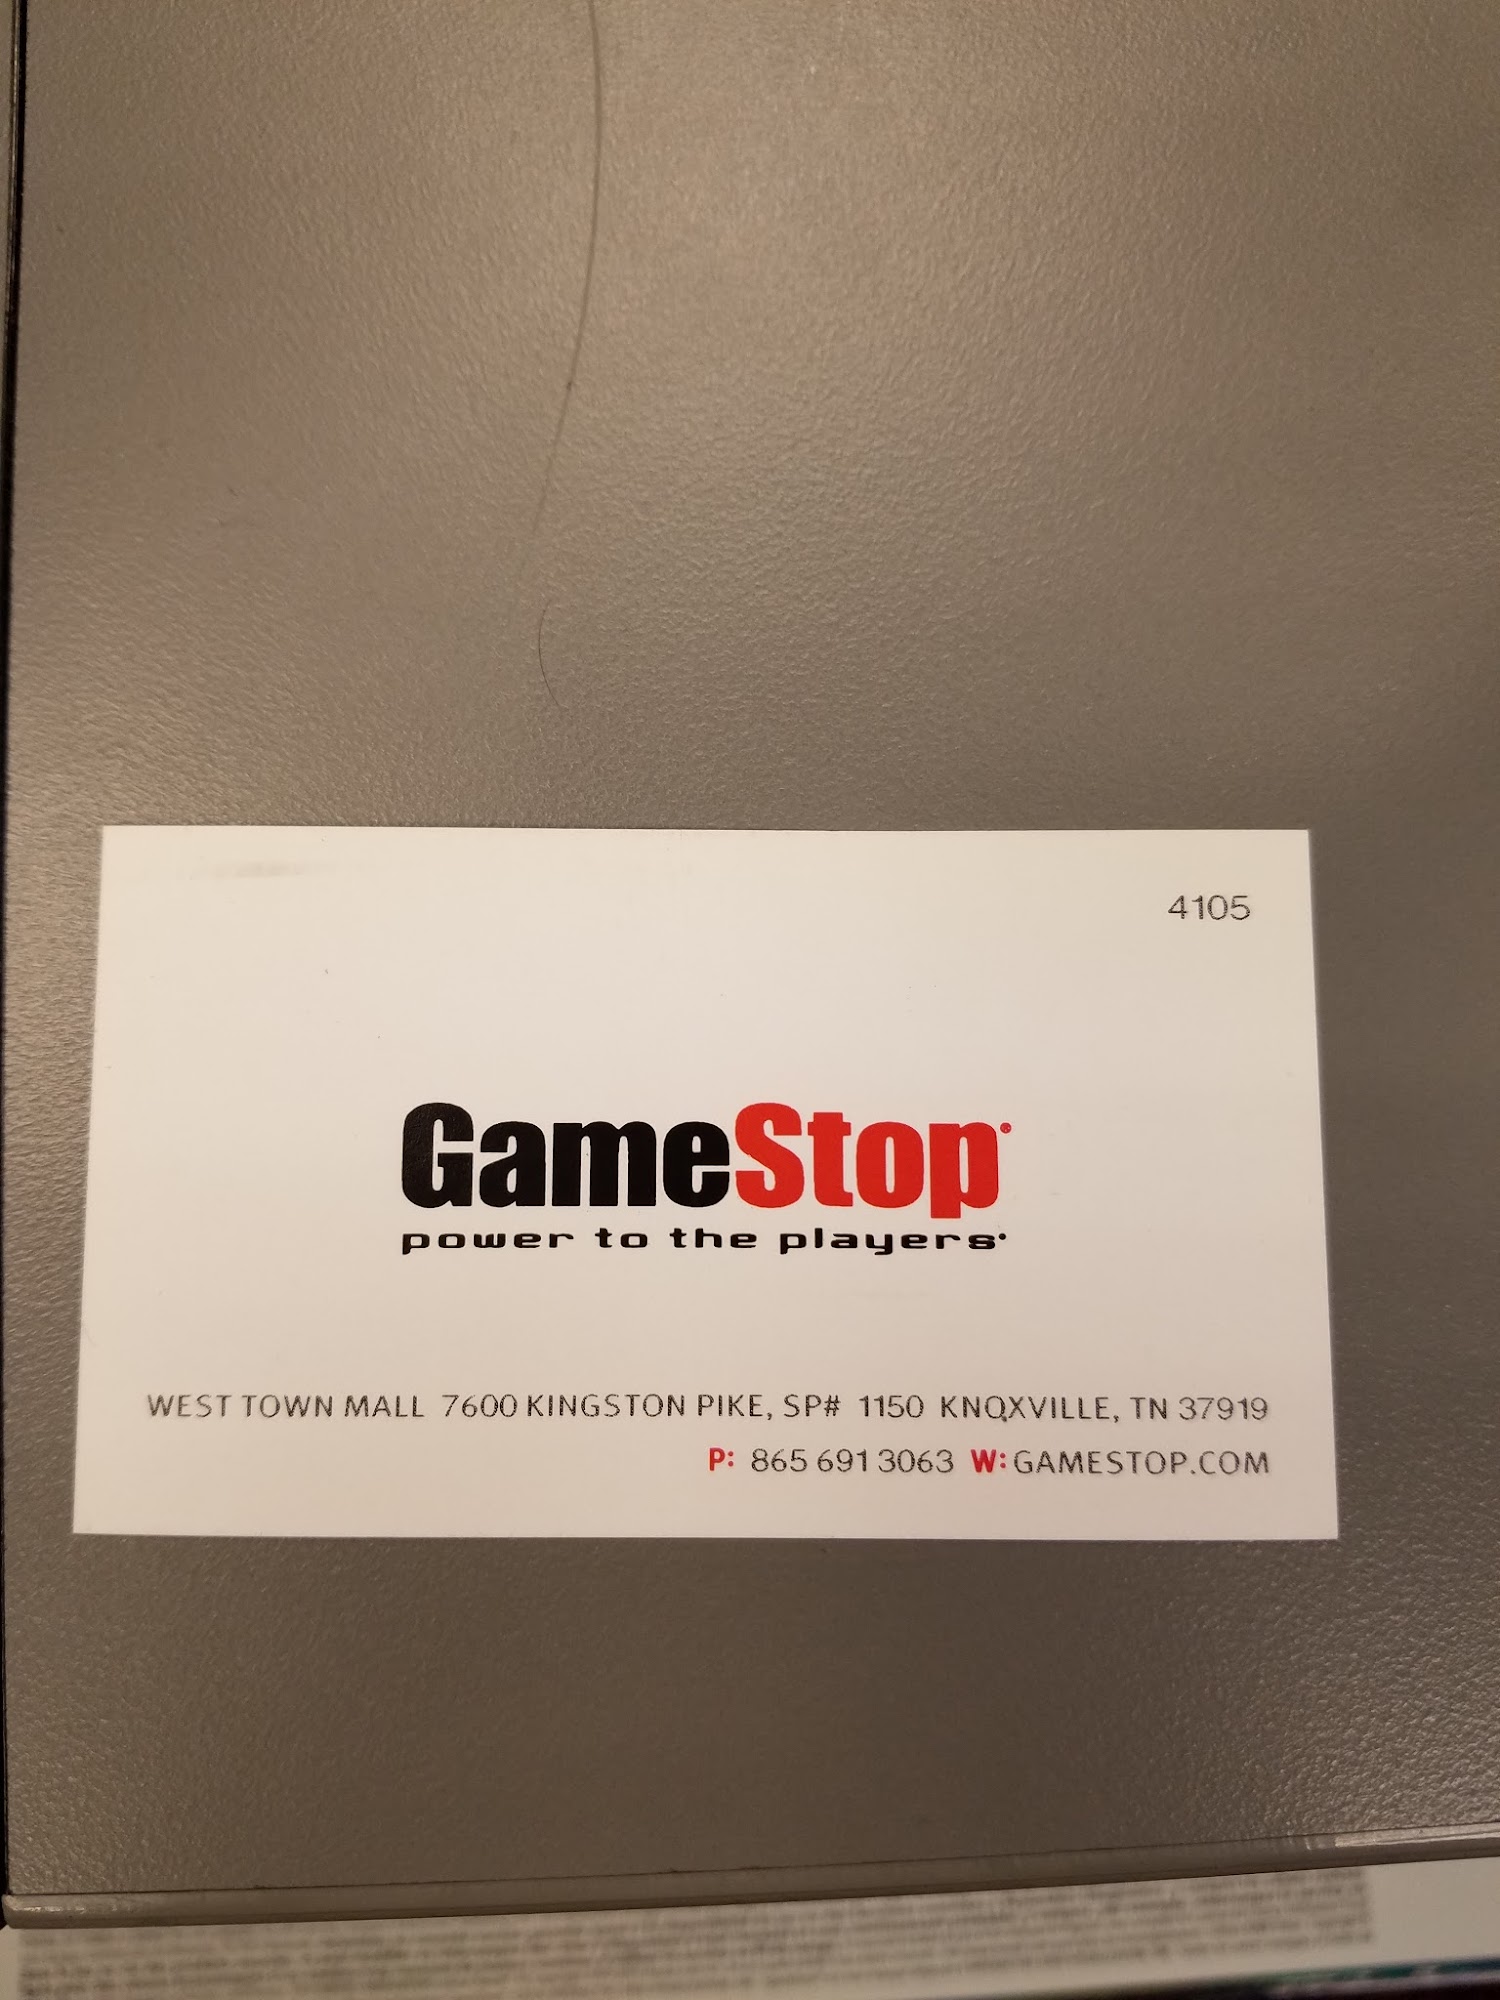 4105
GameStop
power to the players
WEST TOWN MALL 7600 KINGSTON PIKE, SP# 1150 KNOXVILLE, TN 37919
P: 865 691 3063 W: GAMESTOP.COM